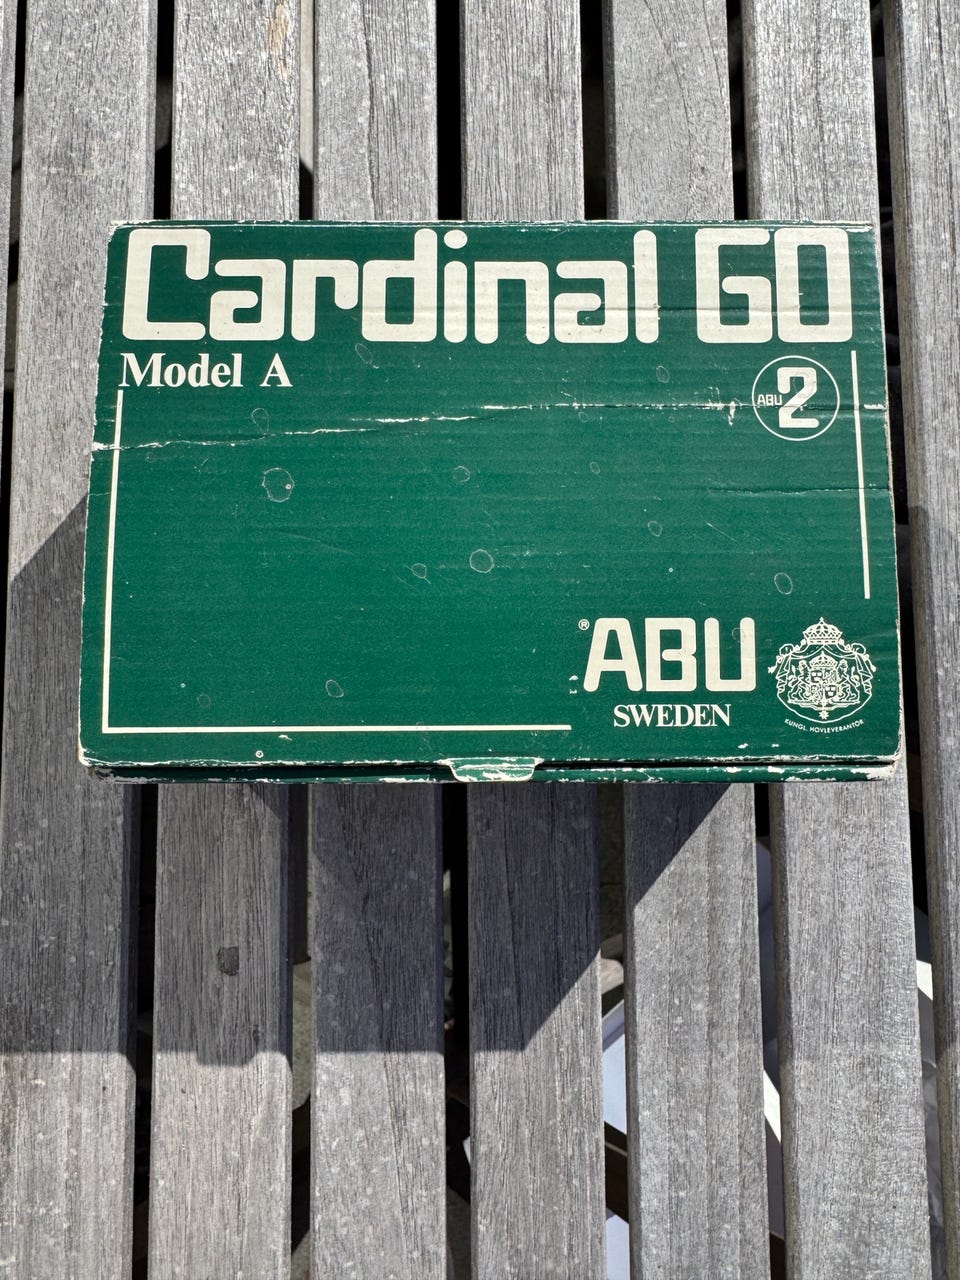 Cardinal 60
Model A
ABU 2
® ABU
SWEDEN
KUNGL. HOVLEVERANTÖR